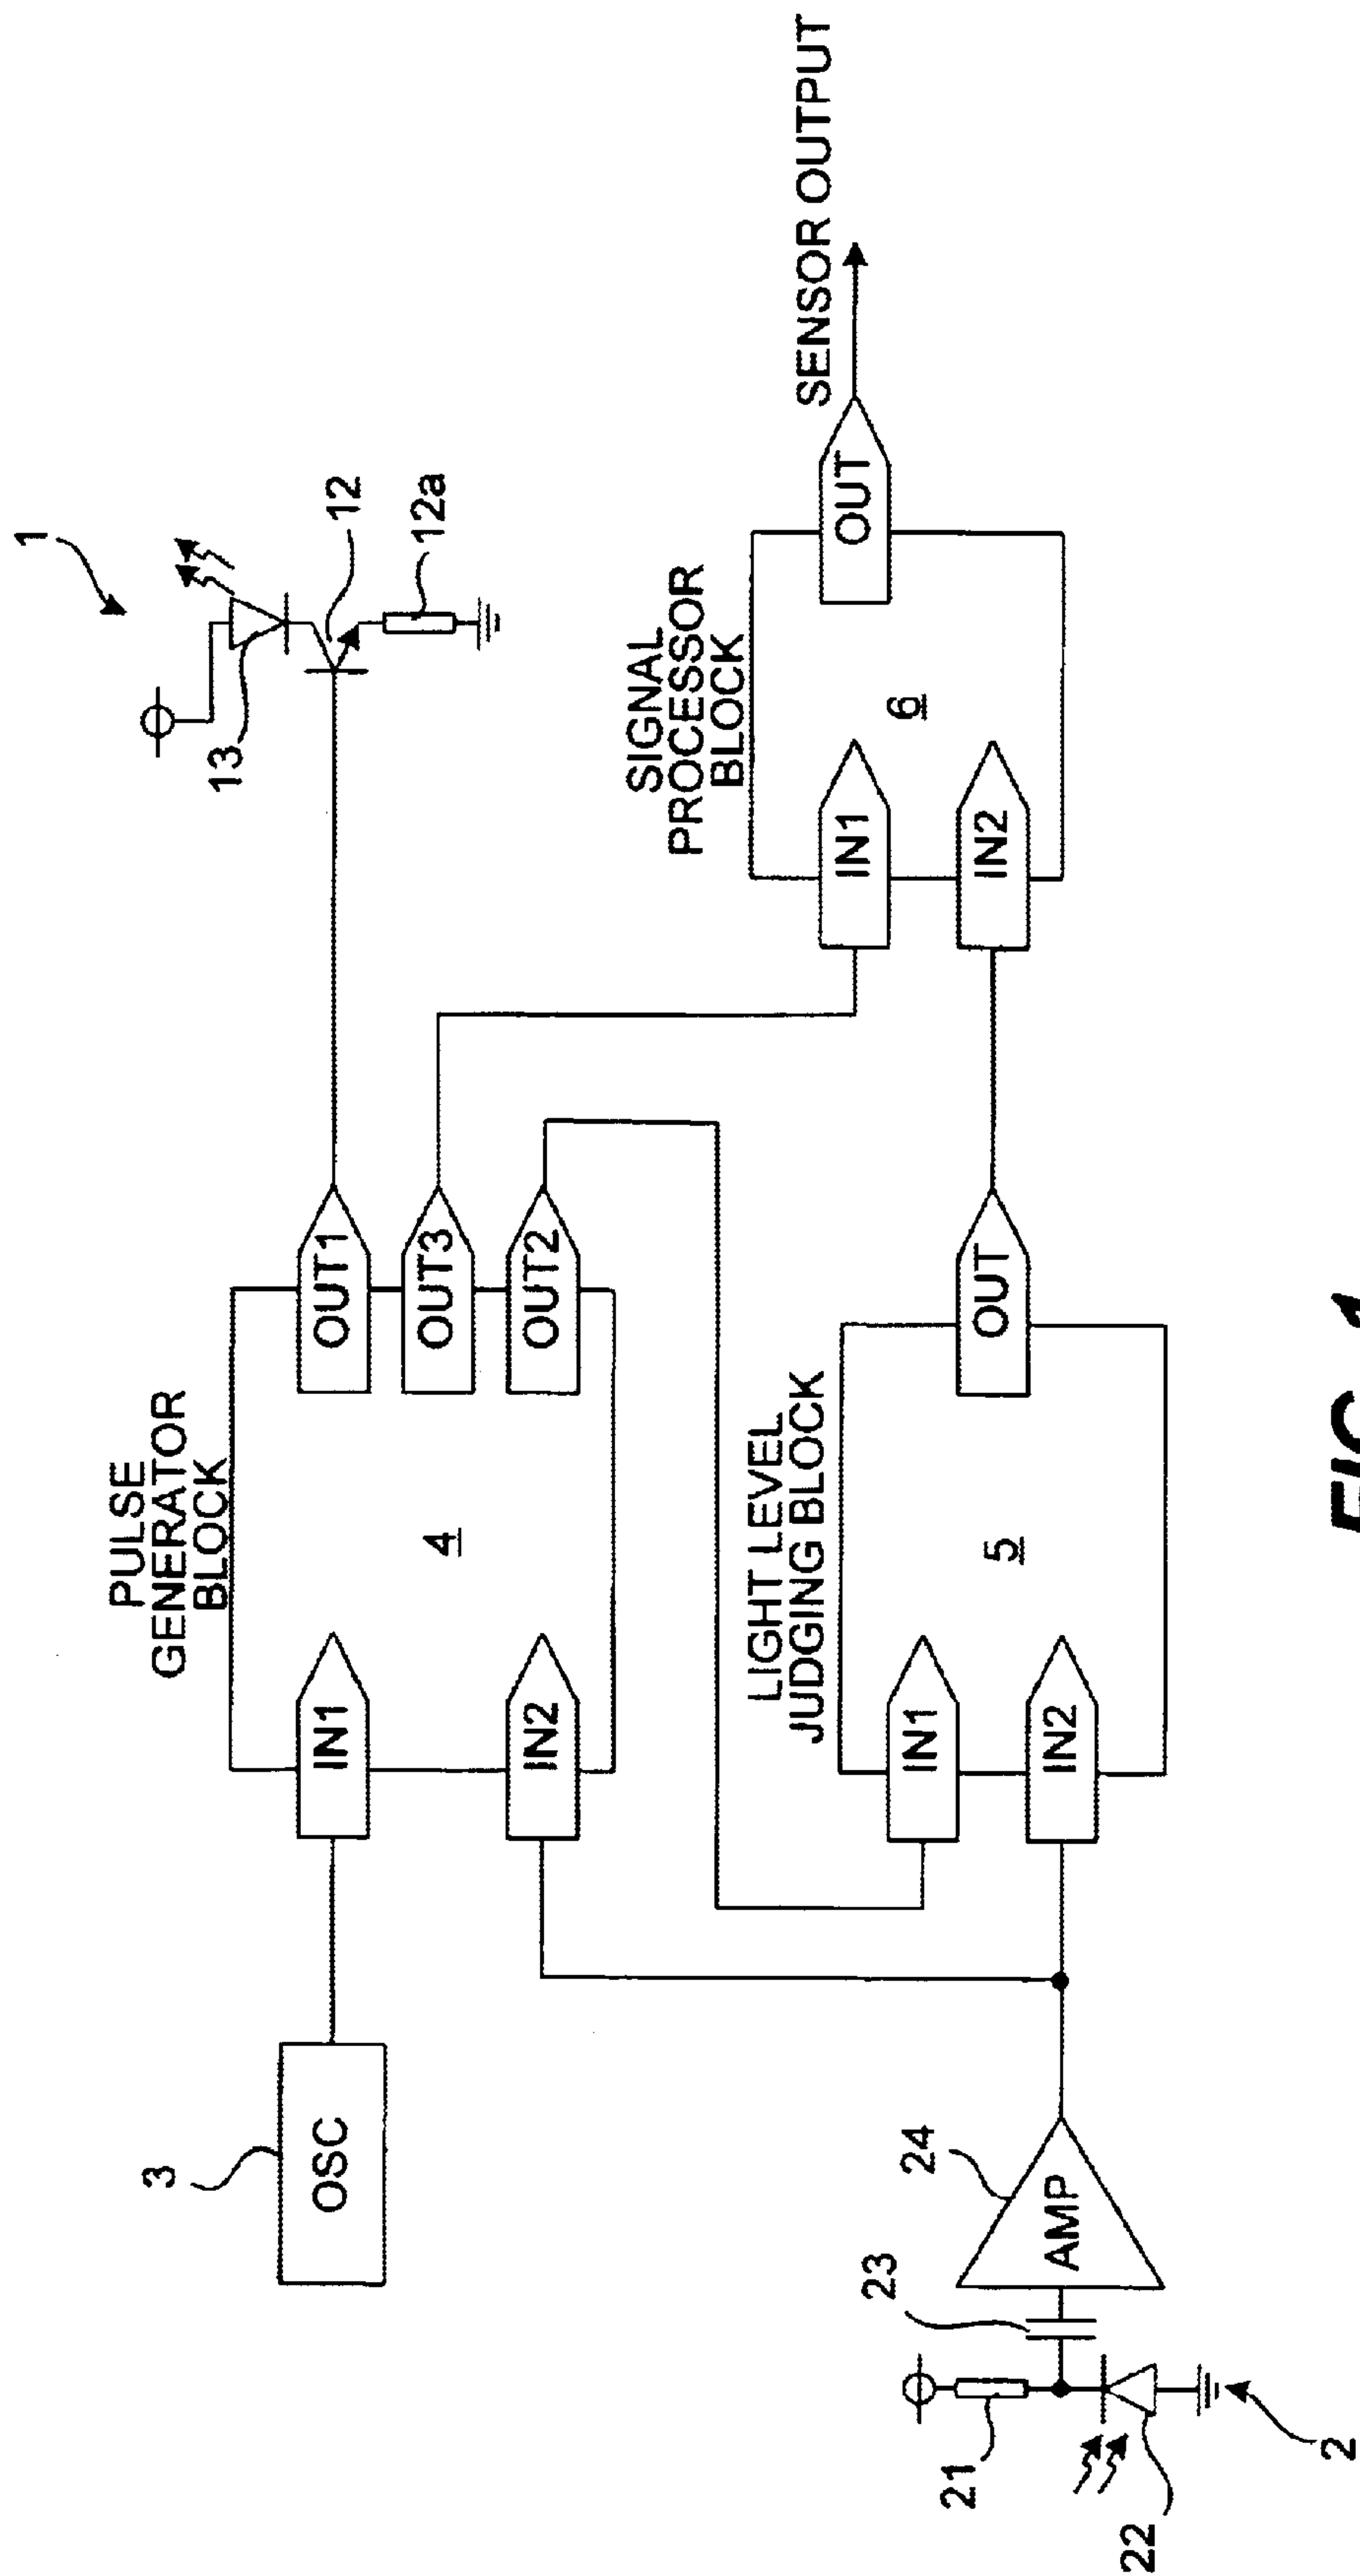 1
13
12
12a
3
OSC
PULSE
GENERATOR
BLOCK
IN1
IN2
4
OUT1
OUT3
OUT2
SIGNAL
PROCESSOR
BLOCK
IN1
IN2
6
OUT
SENSOR OUTPUT
LIGHT LEVEL
JUDGING BLOCK
IN1
IN2
5
OUT
21
22
23
24
AMP
2
FIG. 1